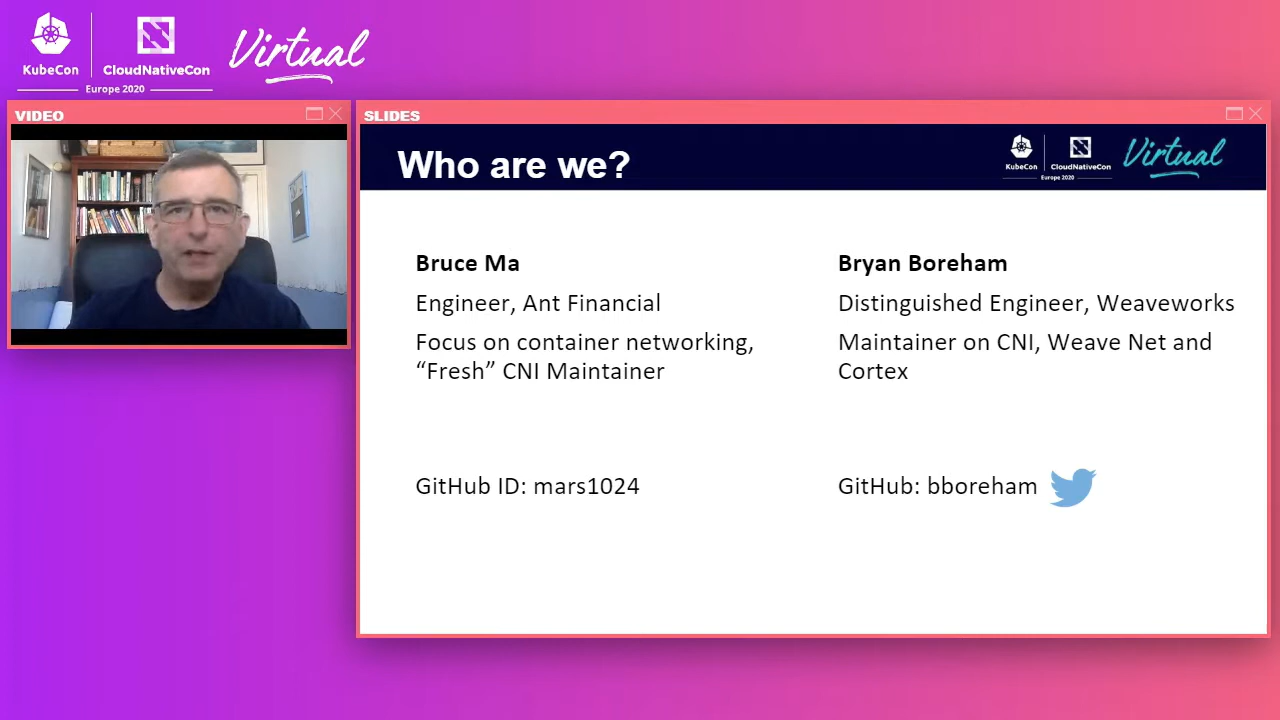 KubeCon
CloudNativeCon
Virtual
Europe 2020
VIDEO
SLIDES
Who are we?
KubeCon
CloudNativeCon
Virtual
Europe 2020
Bruce Ma
Engineer, Ant Financial
Focus on container networking,
“Fresh” CNI Maintainer
GitHub ID: mars1024
Bryan Boreham
Distinguished Engineer, Weaveworks
Maintainer on CNI, Weave Net and
Cortex
GitHub: bboreham